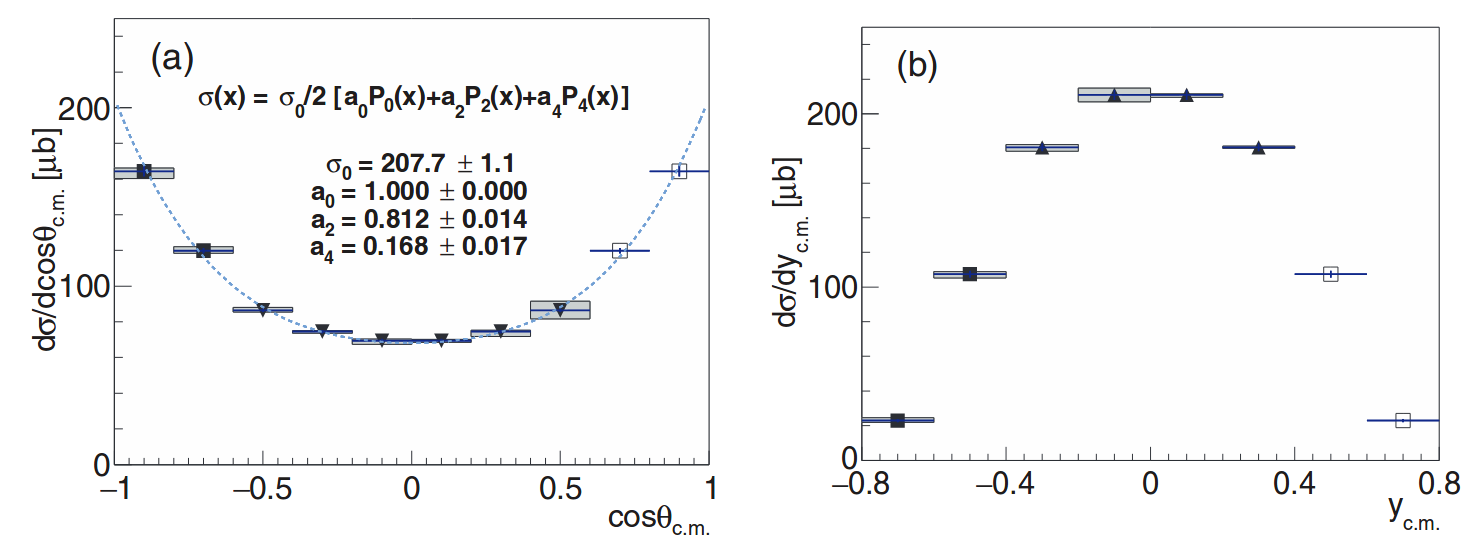 (a)
σ(x) = σ₀/2 [a₀P₀(x)+a₂P₂(x)+a₄P₄(x)]
σ₀ = 207.7 ± 1.1
a₀ = 1.000 ± 0.000
a₂ = 0.812 ± 0.014
a₄ = 0.168 ± 0.017
dσ/dcosθc.m. [μb]
200
100
0
−1
−0.5
0
0.5
1
cosθc.m.
(b)
dσ/dyc.m. [μb]
200
100
0
−0.8
−0.4
0
0.4
0.8
yc.m.